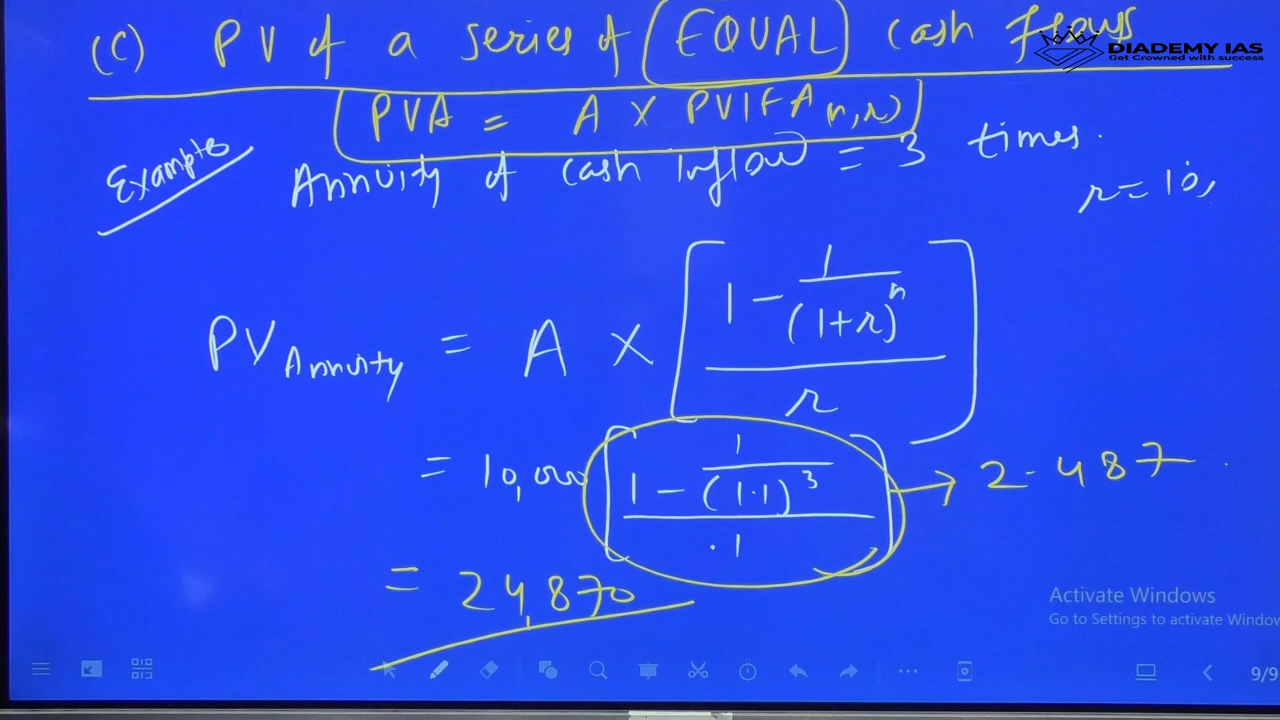 (C) PV of a series of EQUAL cash flows
DIADEMY IAS
Get Crowned with success
PVA = A X PVIFA(n,r)
Example
Annuity of cash Inflow = 3 times.
r = 10%
PV Annuity = A X [ 1 - 1/(1+r)^n / r ]
= 10,000 [ 1 - 1/(1.1)^3 / .1 ] → 2.487
= 24,870
Activate Windows
Go to Settings to activate Window
9/9